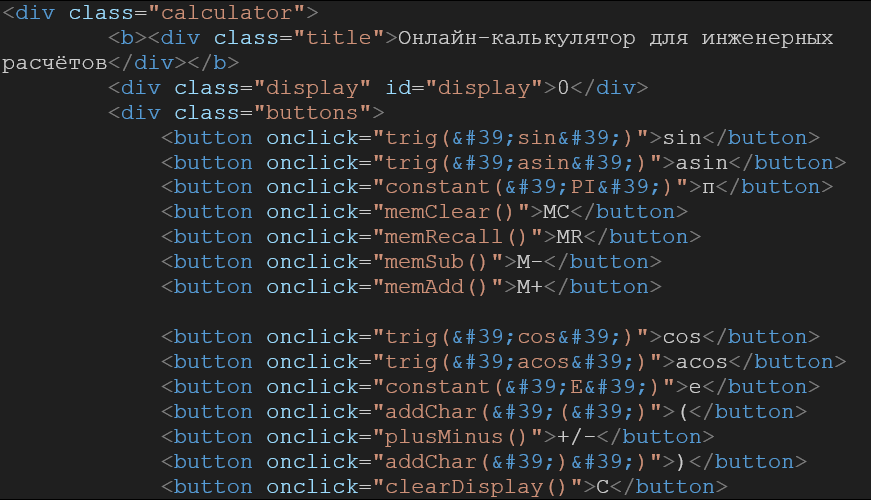 <div class="calculator">
<b><div class="title">Онлайн-калькулятор для инженерных
расчётов</div></b>
<div class="display" id="display">0</div>
<div class="buttons">
<button onclick="trig(&#39;sin&#39;)">sin</button>
<button onclick="trig(&#39;asin&#39;)">asin</button>
<button onclick="constant(&#39;PI&#39;)">π</button>
<button onclick="memClear()">MC</button>
<button onclick="memRecall()">MR</button>
<button onclick="memSub()">M-</button>
<button onclick="memAdd()">M+</button>
<button onclick="trig(&#39;cos&#39;)">cos</button>
<button onclick="trig(&#39;acos&#39;)">acos</button>
<button onclick="constant(&#39;E&#39;)">e</button>
<button onclick="addChar(&#39;(&#39;)">(</button>
<button onclick="plusMinus()">+/-</button>
<button onclick="addChar(&#39;)&#39;)">)</button>
<button onclick="clearDisplay()">C</button>